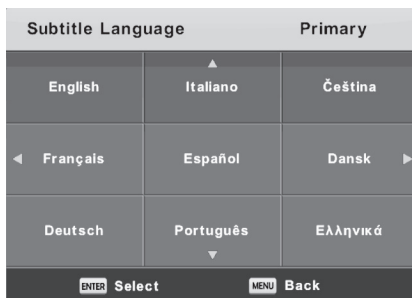 Subtitle Language Primary
English Italiano Čeština
Français Español Dansk
Deutsch Português Ελληνικά
ENTER Select MENU Back